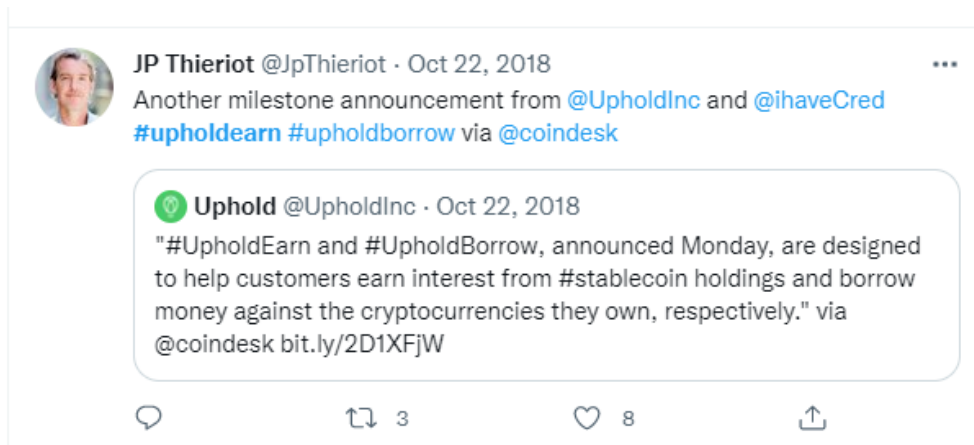 JP Thieriot @JpThieriot · Oct 22, 2018
Another milestone announcement from @UpholdInc and @ihaveCred
#upholdearn #upholdborrow via @coindesk
Uphold @UpholdInc · Oct 22, 2018
"#UpholdEarn and #UpholdBorrow, announced Monday, are designed
to help customers earn interest from #stablecoin holdings and borrow
money against the cryptocurrencies they own, respectively." via
@coindesk bit.ly/2D1XFjW
3 8